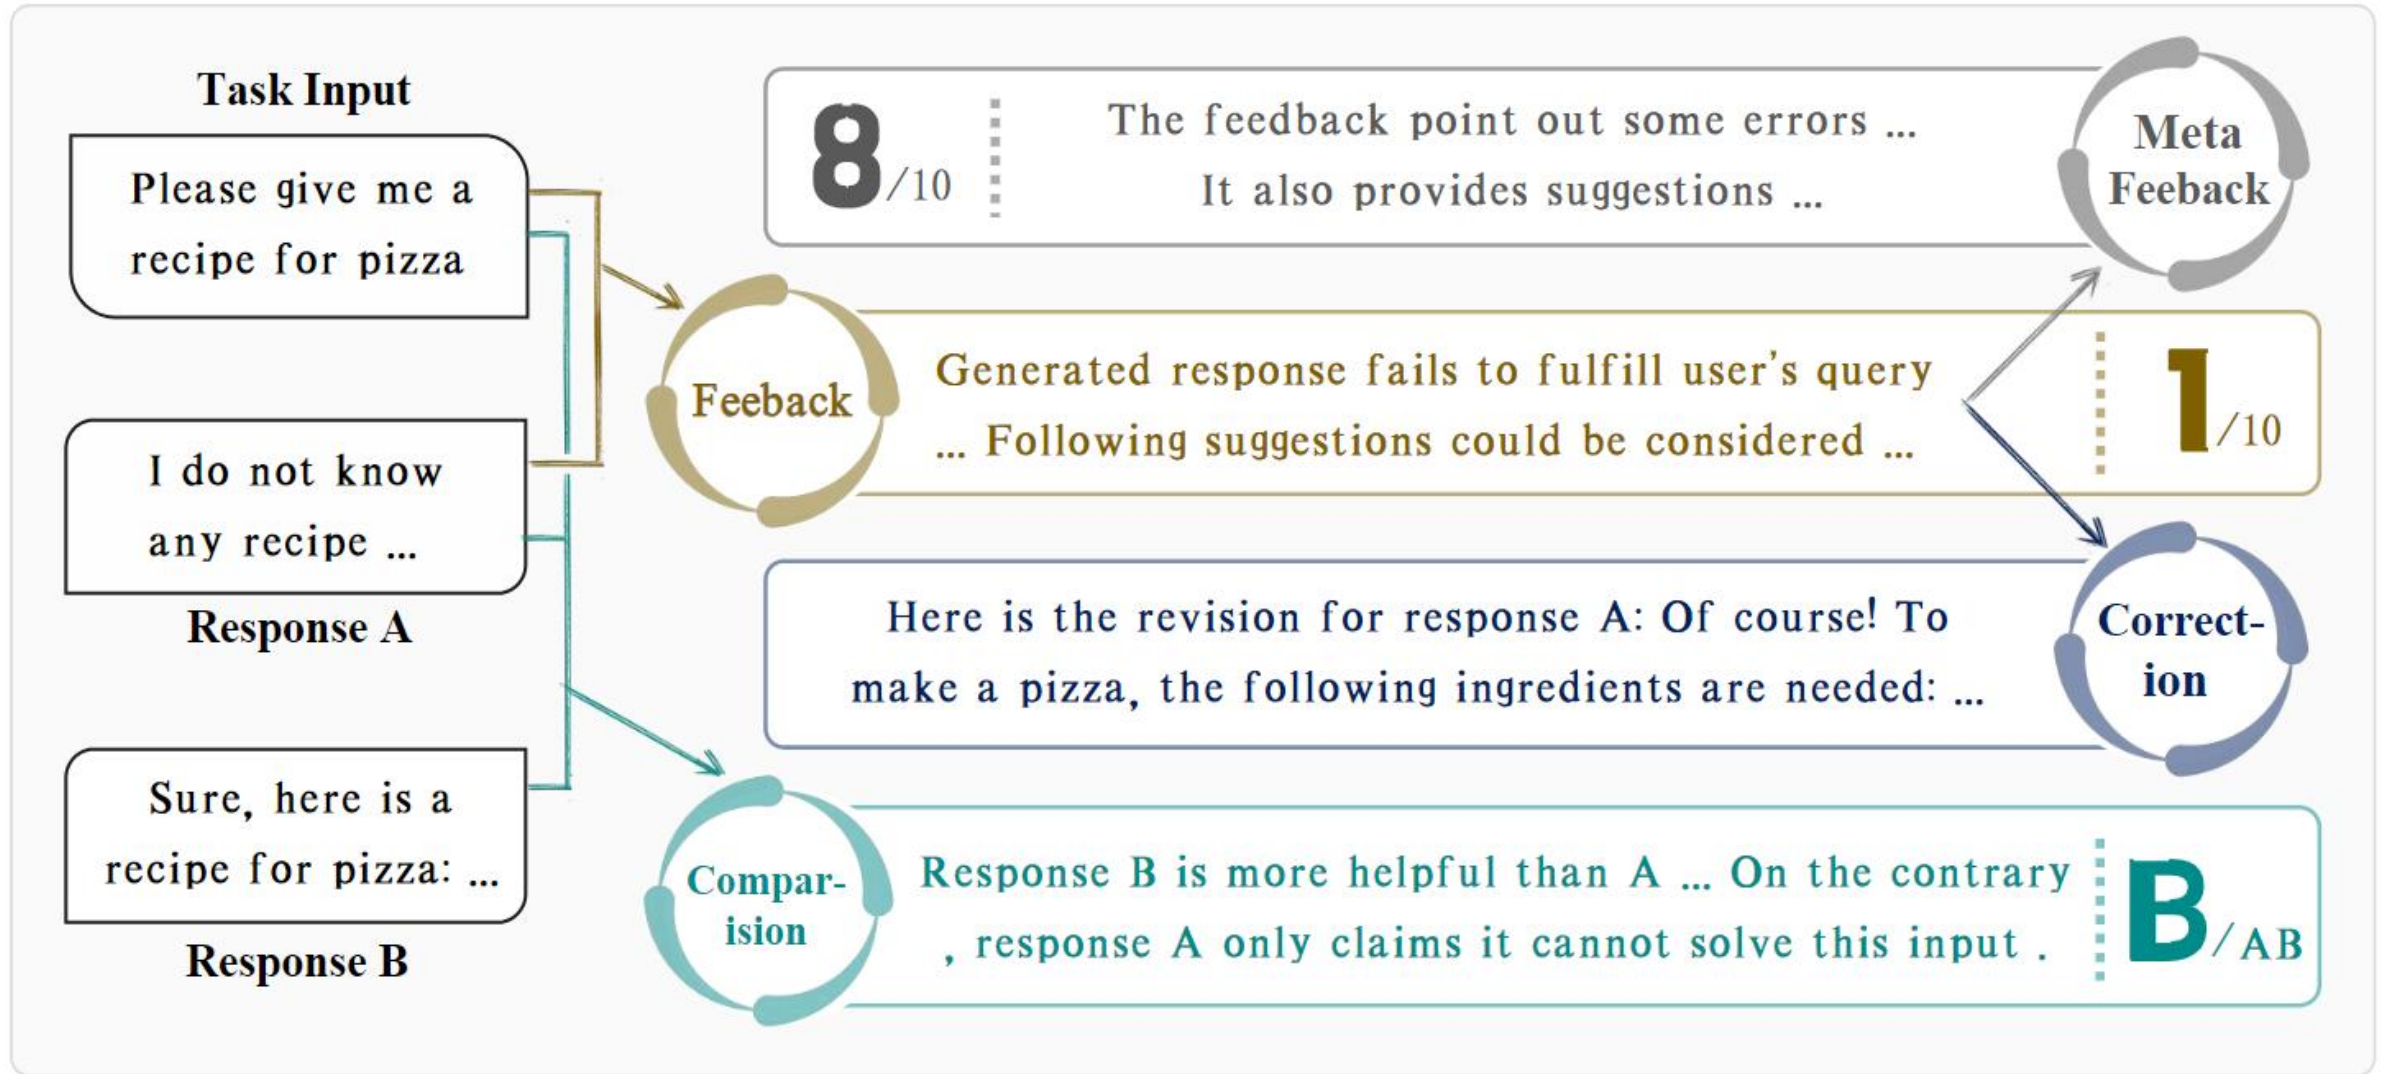 Task Input
Please give me a
recipe for pizza
I do not know
any recipe ...
Response A
Sure, here is a
recipe for pizza: ...
Response B
8/10
The feedback point out some errors ...
It also provides suggestions ...
Meta
Feeback
Feeback
Generated response fails to fulfill user's query
... Following suggestions could be considered ...
1/10
Here is the revision for response A: Of course! To
make a pizza, the following ingredients are needed: ...
Correct-
ion
Compar-
ision
Response B is more helpful than A ... On the contrary
, response A only claims it cannot solve this input .
B/AB